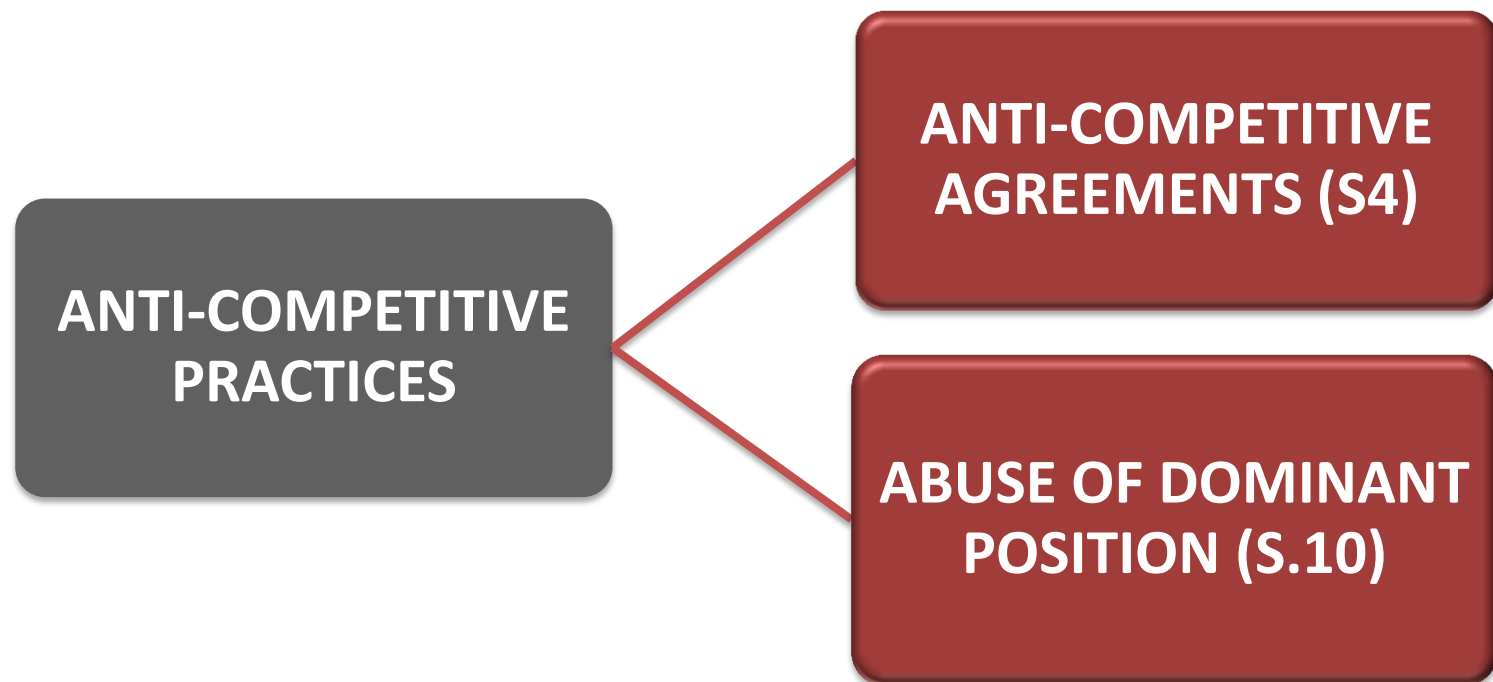 ANTI-COMPETITIVE
PRACTICES
ANTI-COMPETITIVE
AGREEMENTS (S4)
ABUSE OF DOMINANT
POSITION (S.10)